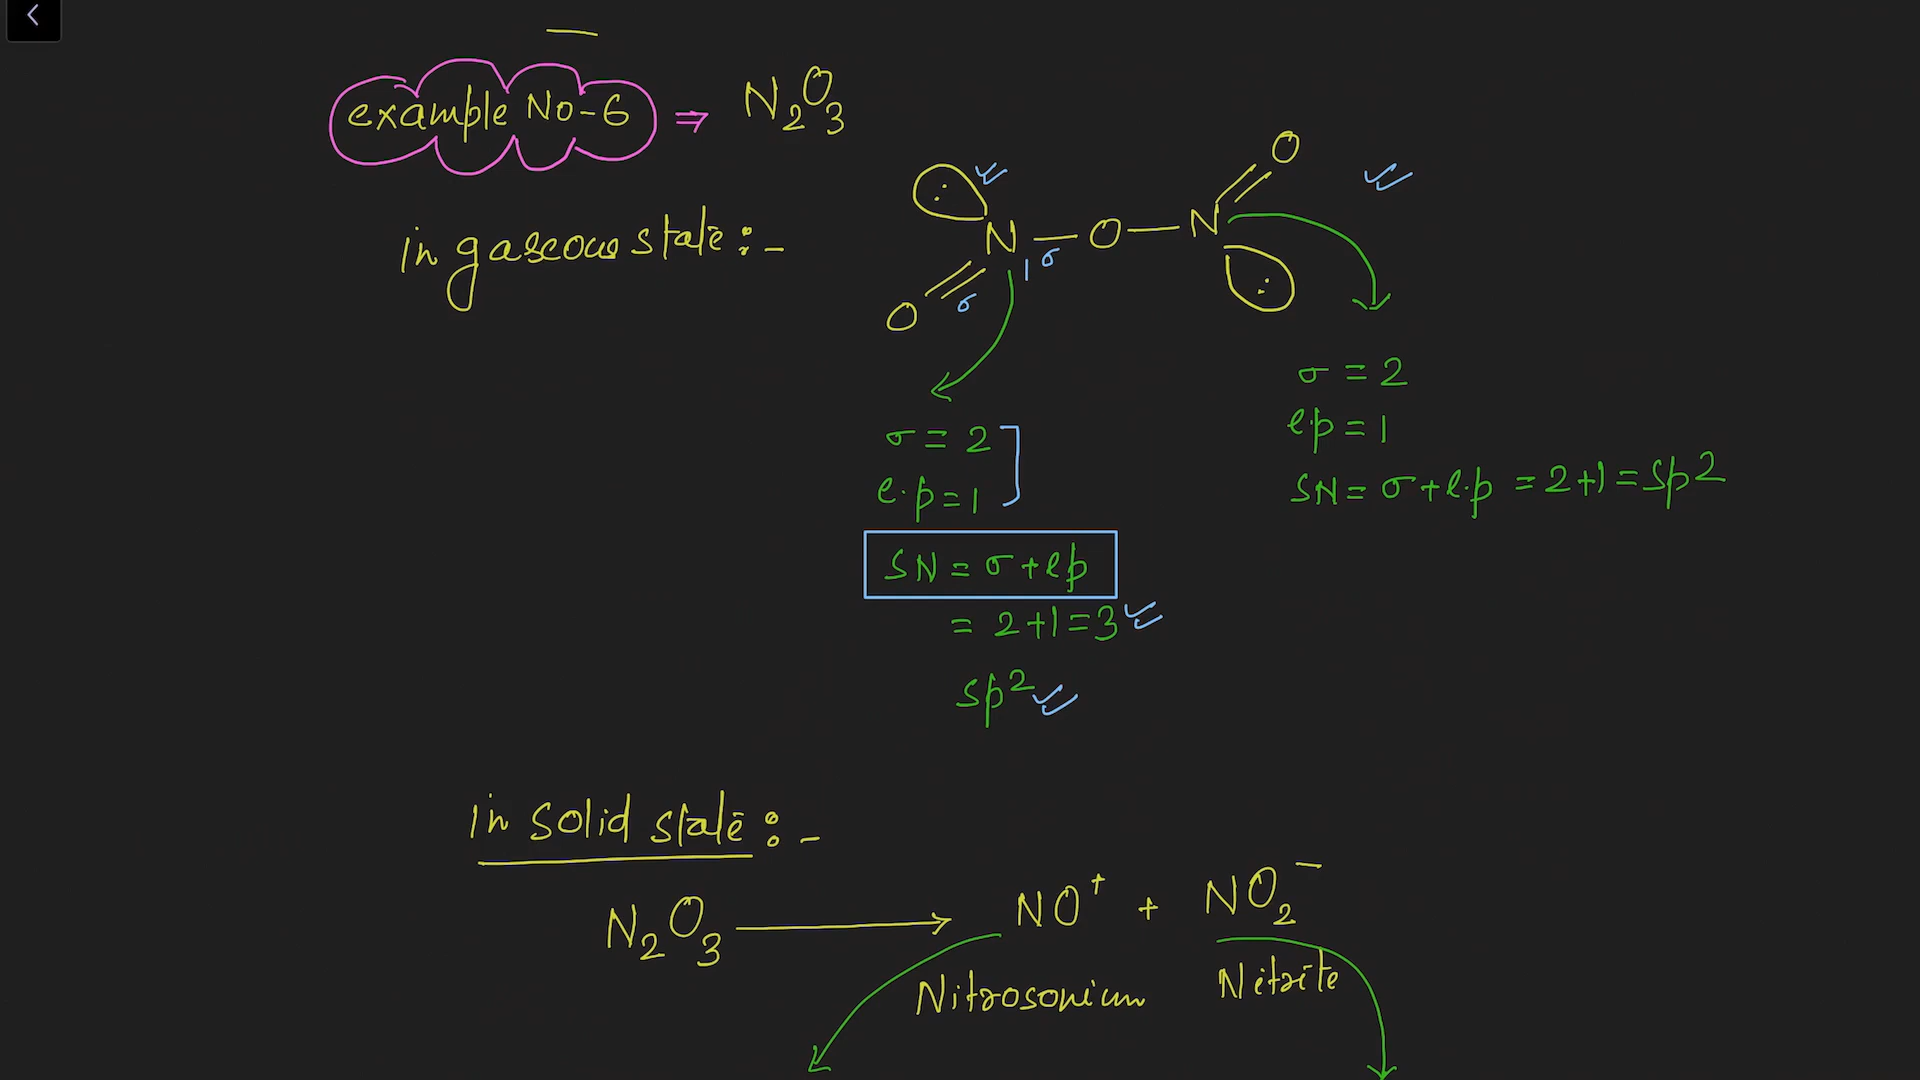 example No-6 ⇒ N₂O₃
in gaseous state :-
O
N - O - N
σ
σ
O
σ = 2
l.p = 1
SN = σ + lp
= 2+1 = 3
sp²
σ = 2
lp = 1
SN = σ + l.p = 2+1 = sp²
in solid state :-
N₂O₃ → NO⁺ + NO₂⁻
Nitrosonium Nitrite